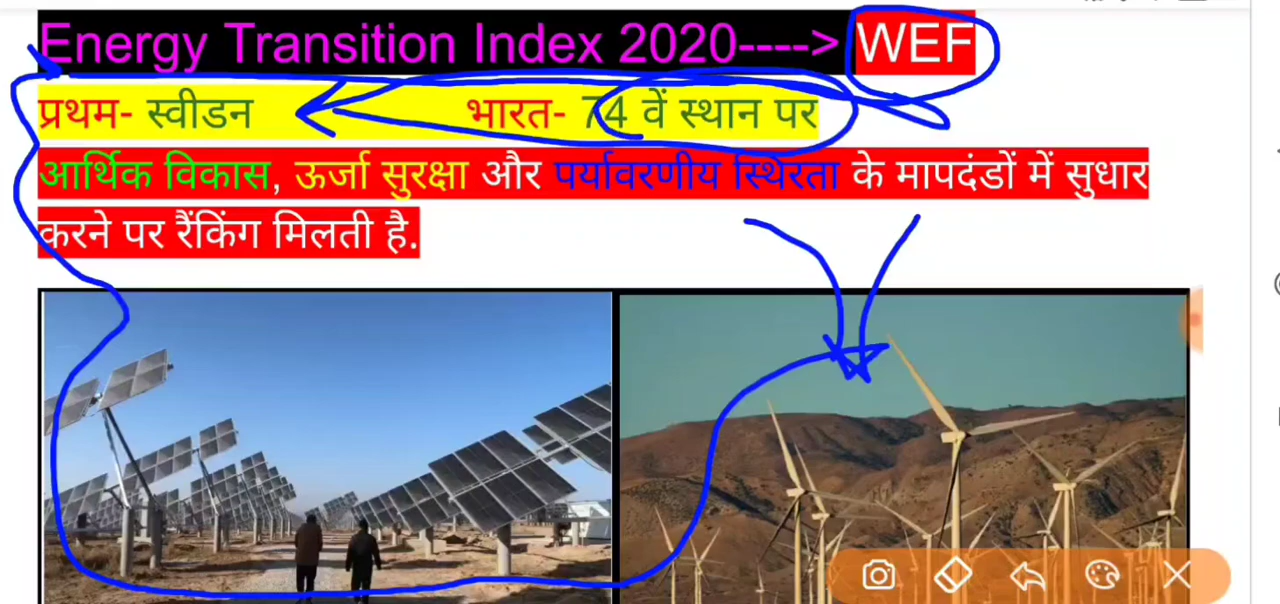 Energy Transition Index 2020----> WEF
प्रथम- स्वीडन भारत- 74 वें स्थान पर
आर्थिक विकास, ऊर्जा सुरक्षा और पर्यावरणीय स्थिरता के मापदंडों में सुधार
करने पर रैंकिंग मिलती है.